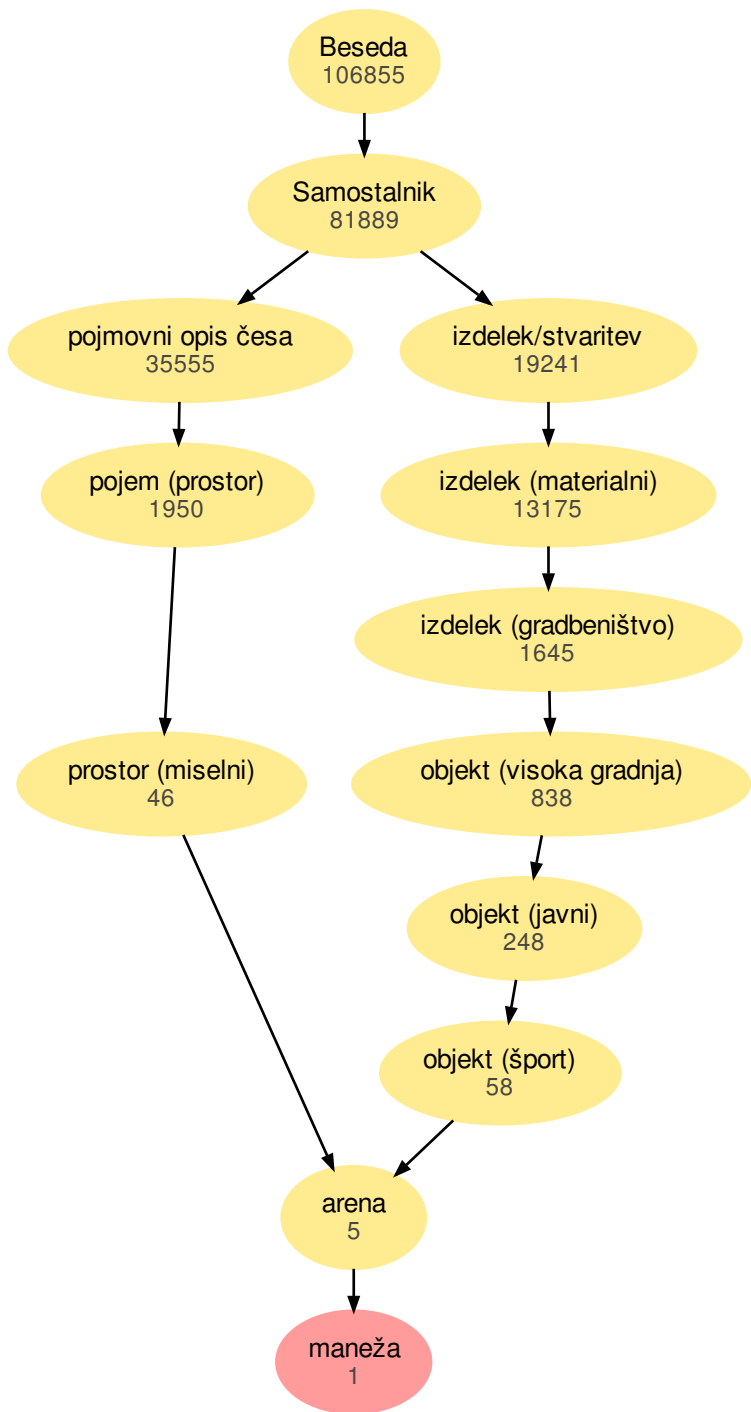 Beseda
106855
Samostalnik
81889
pojmovni opis česa
35555
izdelek/stvaritev
19241
pojem (prostor)
1950
izdelek (materialni)
13175
izdelek (gradbeništvo)
1645
prostor (miselni)
46
objekt (visoka gradnja)
838
objekt (javni)
248
objekt (šport)
58
arena
5
maneža
1